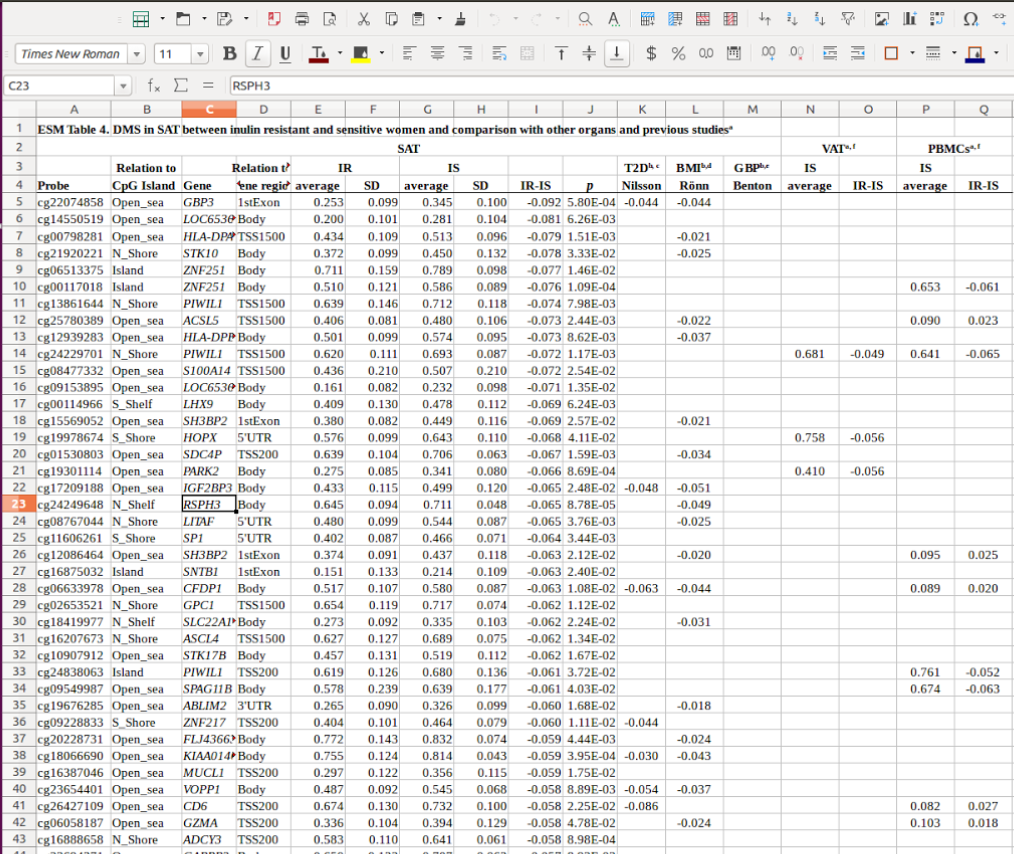 Times New Roman 11 B I U $ % 0.0
C23 RSPH3
A B C D E F G H I J K L M N O P Q
1 ESM Table 4. DMS in SAT between inulin resistant and sensitive women and comparison with other organs and previous studiesᵃ
2 SAT VATᵃ,ᶠ PBMCsᵃ,ᶠ
3 Relation to Relation t IR IS T2Dᵇ,ᶜ BMIᵇ,ᵈ GBPᵇ,ᵉ IS IS
4 Probe CpG Island Gene ene regio average SD average SD IR-IS p Nilsson Rönn Benton average IR-IS average IR-IS
5 cg22074858 Open_sea GBP3 1stExon 0.253 0.099 0.345 0.100 -0.092 5.80E-04 -0.044 -0.044
6 cg14550519 Open_sea LOC6536 Body 0.200 0.101 0.281 0.104 -0.081 6.26E-03
7 cg00798281 Open_sea HLA-DPA TSS1500 0.434 0.109 0.513 0.096 -0.079 1.51E-03 -0.021
8 cg21920221 N_Shore STK10 Body 0.372 0.099 0.450 0.132 -0.078 3.33E-02 -0.025
9 cg06513375 Island ZNF251 Body 0.711 0.159 0.789 0.098 -0.077 1.46E-02
10 cg00117018 Island ZNF251 Body 0.510 0.121 0.586 0.089 -0.076 1.09E-04 0.653 -0.061
11 cg13861644 N_Shore PIWIL1 TSS1500 0.639 0.146 0.712 0.118 -0.074 7.98E-03
12 cg25780389 Open_sea ACSL5 TSS1500 0.406 0.081 0.480 0.106 -0.073 2.44E-03 -0.022 0.090 0.023
13 cg12939283 Open_sea HLA-DPB Body 0.501 0.099 0.574 0.095 -0.073 8.62E-03 -0.037
14 cg24229701 N_Shore PIWIL1 TSS1500 0.620 0.111 0.693 0.087 -0.072 1.17E-03 0.681 -0.049 0.641 -0.065
15 cg08477332 Open_sea S100A14 TSS1500 0.436 0.210 0.507 0.210 -0.072 2.54E-02
16 cg09153895 Open_sea LOC6536 Body 0.161 0.082 0.232 0.098 -0.071 1.35E-02
17 cg00114966 S_Shelf LHX9 Body 0.409 0.130 0.478 0.112 -0.069 6.24E-03
18 cg15569052 Open_sea SH3BP2 1stExon 0.380 0.082 0.449 0.116 -0.069 2.57E-02 -0.021
19 cg19978674 S_Shore HOPX 5'UTR 0.576 0.099 0.643 0.110 -0.068 4.11E-02 0.758 -0.056
20 cg01530803 Open_sea SDC4P TSS200 0.639 0.104 0.706 0.063 -0.067 1.59E-03 -0.034
21 cg19301114 Open_sea PARK2 Body 0.275 0.085 0.341 0.080 -0.066 8.69E-04 0.410 -0.056
22 cg17209188 Open_sea IGF2BP3 Body 0.433 0.115 0.499 0.120 -0.065 2.48E-02 -0.048 -0.051
23 cg24249648 N_Shelf RSPH3 Body 0.645 0.094 0.711 0.048 -0.065 8.78E-05 -0.049
24 cg08767044 N_Shore LITAF 5'UTR 0.480 0.099 0.544 0.087 -0.065 3.76E-03 -0.025
25 cg11606261 S_Shore SP1 5'UTR 0.402 0.087 0.466 0.071 -0.064 3.44E-03
26 cg12086464 Open_sea SH3BP2 1stExon 0.374 0.091 0.437 0.118 -0.063 2.12E-02 -0.020 0.095 0.025
27 cg16875032 Island SNTB1 1stExon 0.151 0.133 0.214 0.109 -0.063 2.40E-02
28 cg06633978 Open_sea CFDP1 Body 0.517 0.107 0.580 0.087 -0.063 1.08E-02 -0.063 -0.044 0.089 0.020
29 cg02653521 N_Shore GPC1 TSS1500 0.654 0.119 0.717 0.074 -0.062 1.12E-02
30 cg18419977 N_Shelf SLC22A1 Body 0.273 0.092 0.335 0.103 -0.062 2.24E-02 -0.031
31 cg16207673 N_Shore ASCL4 TSS1500 0.627 0.127 0.689 0.075 -0.062 1.34E-02
32 cg10907912 Open_sea STK17B Body 0.457 0.131 0.519 0.112 -0.062 1.67E-02
33 cg24838063 Island PIWIL1 TSS200 0.619 0.126 0.680 0.136 -0.061 3.72E-02 0.761 -0.052
34 cg09549987 Open_sea SPAG11B Body 0.578 0.239 0.639 0.177 -0.061 4.03E-02 0.674 -0.063
35 cg19676285 Open_sea ABLIM2 3'UTR 0.265 0.090 0.326 0.099 -0.060 1.68E-02 -0.018
36 cg09228833 S_Shore ZNF217 TSS200 0.404 0.101 0.464 0.079 -0.060 1.11E-02 -0.044
37 cg20228731 Open_sea FLJ4366 Body 0.772 0.143 0.832 0.074 -0.059 4.44E-03 -0.024
38 cg18066690 Open_sea KIAA014 Body 0.755 0.124 0.814 0.043 -0.059 3.95E-04 -0.030 -0.043
39 cg16387046 Open_sea MUCL1 TSS200 0.297 0.122 0.356 0.115 -0.059 1.75E-02
40 cg23654401 Open_sea VOPP1 Body 0.487 0.092 0.545 0.068 -0.058 8.89E-03 -0.054 -0.037
41 cg26427109 Open_sea CD6 TSS200 0.674 0.130 0.732 0.100 -0.058 2.25E-02 -0.086 0.082 0.027
42 cg06058187 Open_sea GZMA TSS200 0.336 0.104 0.394 0.129 -0.058 4.78E-02 -0.024 0.103 0.018
43 cg16888658 N_Shore ADCY3 TSS200 0.583 0.110 0.641 0.061 -0.058 8.98E-04